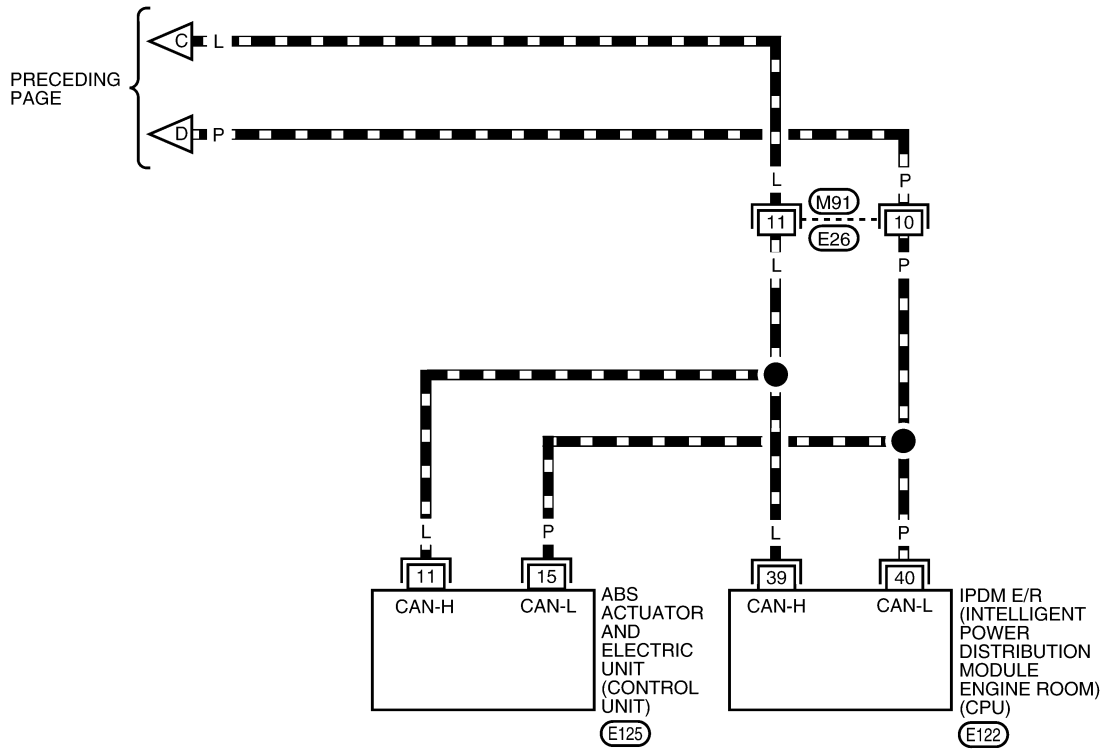 C L
PRECEDING
PAGE
D P
L P
M91
11 10
E26
L P
L P L P
11 15 39 40
CAN-H CAN-L
ABS
ACTUATOR
AND
ELECTRIC
UNIT
(CONTROL
UNIT)
E125
CAN-H CAN-L
IPDM E/R
(INTELLIGENT
POWER
DISTRIBUTION
MODULE
ENGINE ROOM)
(CPU)
E122